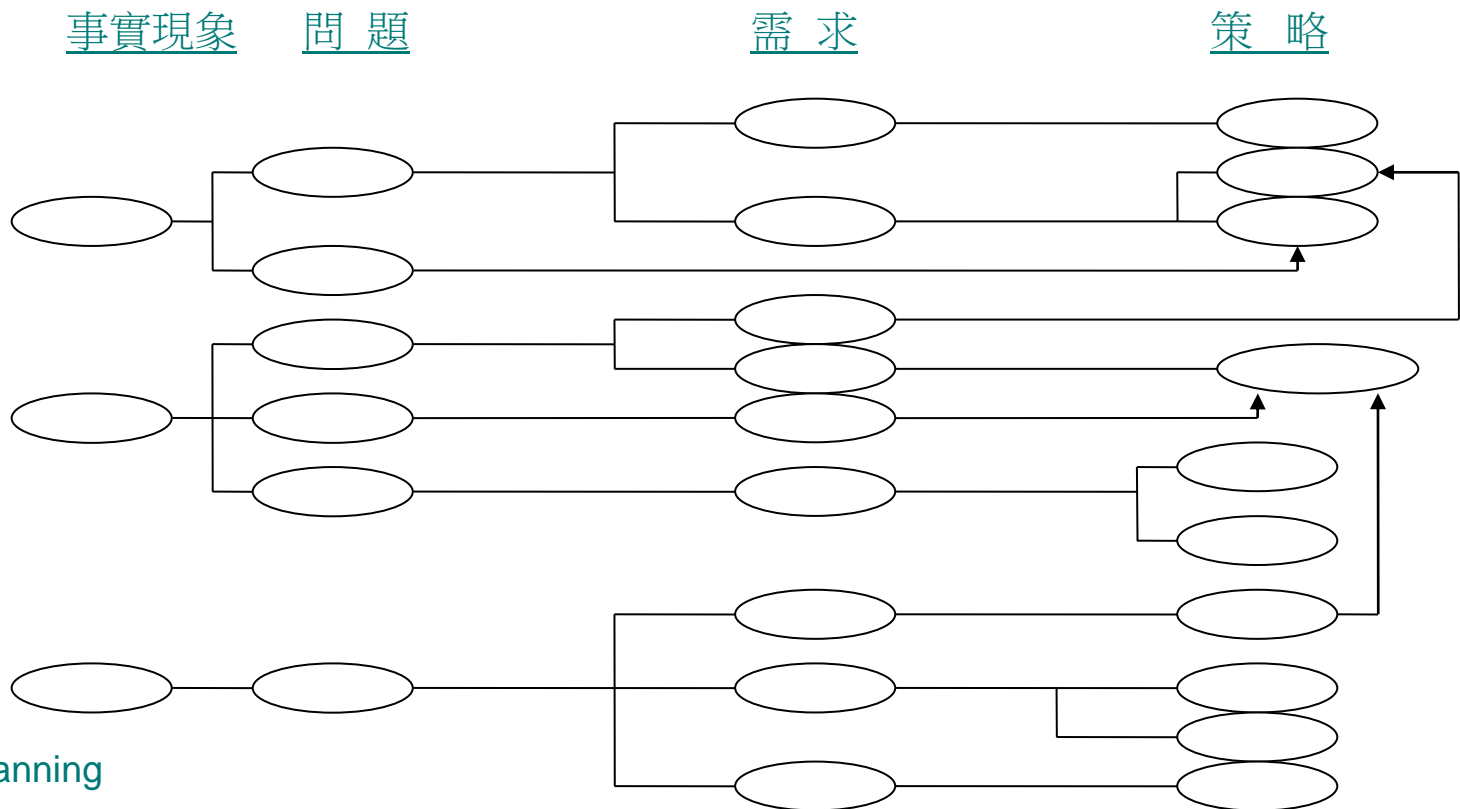 事實現象 問 題 需 求 策 略
anning